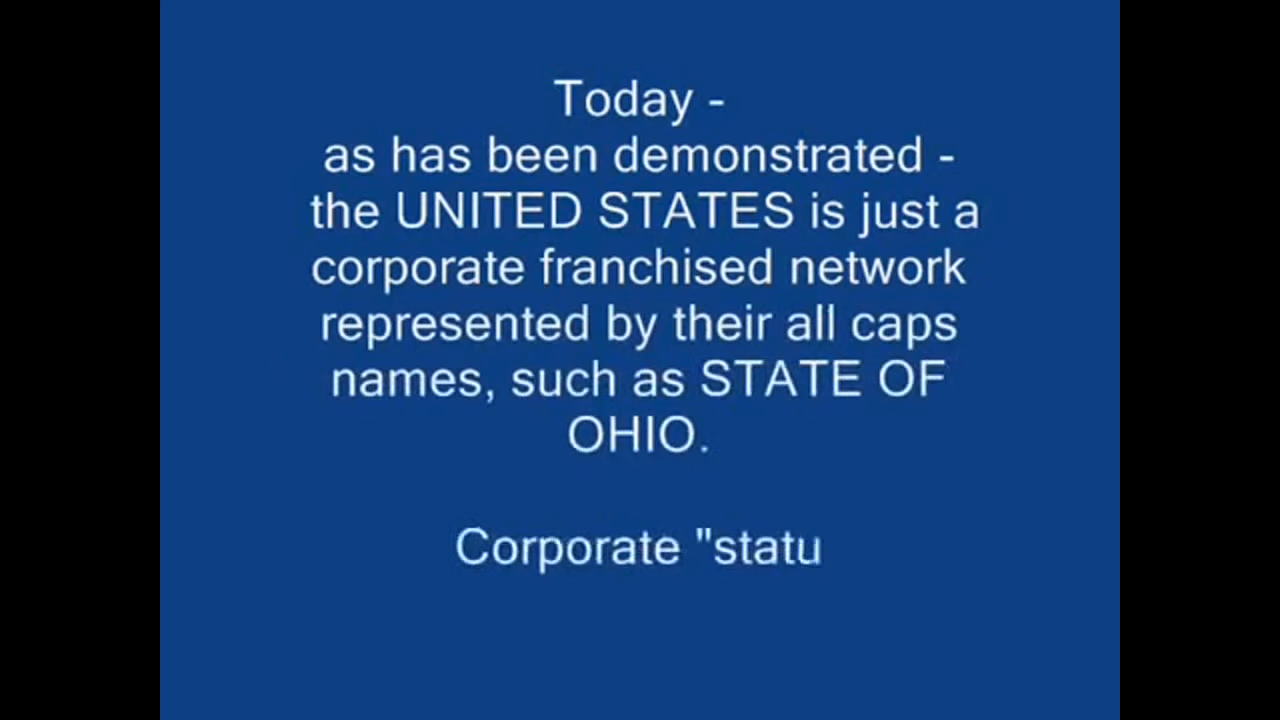 Today -
as has been demonstrated -
the UNITED STATES is just a
corporate franchised network
represented by their all caps
names, such as STATE OF
OHIO.
Corporate "statu